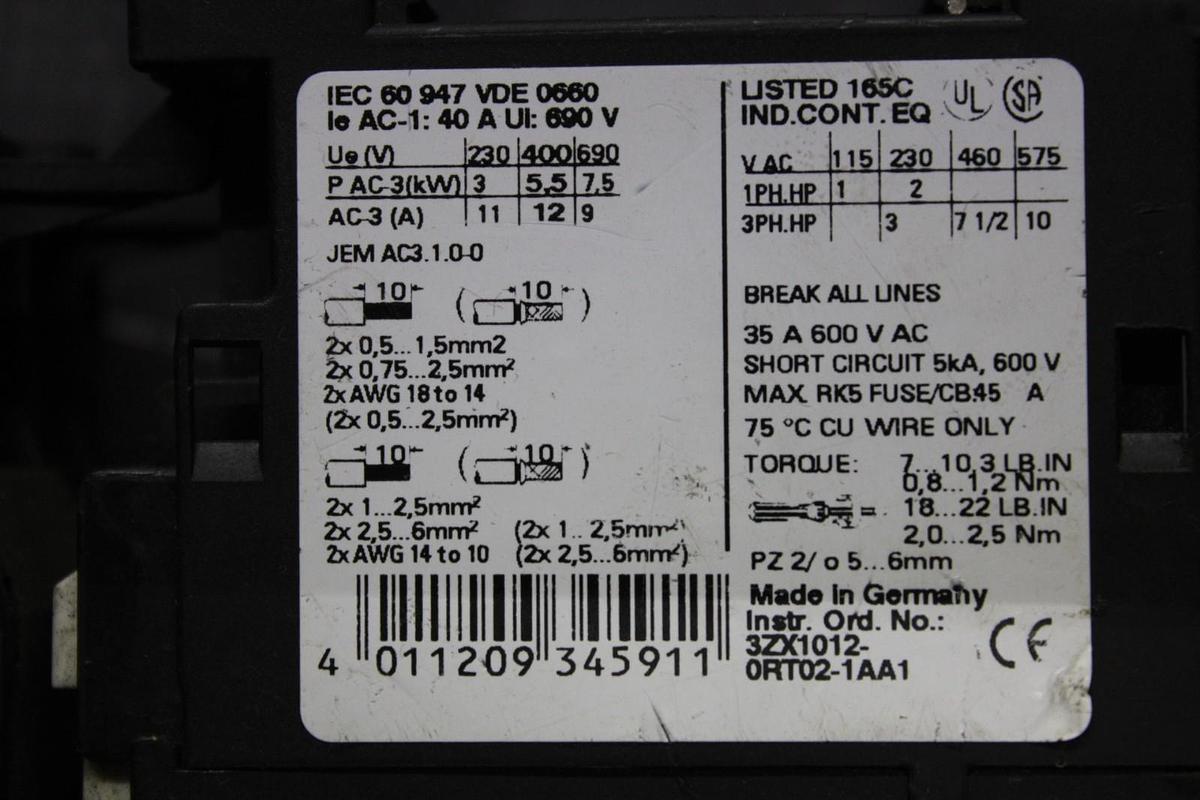 IEC 60 947 VDE 0660
Ie AC-1: 40 A UI: 690 V
Ue (V) 230 400 690
P AC-3(kW) 3 5,5 7,5
AC-3 (A) 11 12 9
JEM AC3.1.0-0
10 ( 10 )
2x 0,5...1,5mm2
2x 0,75...2,5mm²
2x AWG 18 to 14
(2x 0,5...2,5mm²)
10 ( 10 )
2x 1...2,5mm²
2x 2,5...6mm² (2x 1.. 2,5mm²)
2x AWG 14 to 10 (2x 2,5...6mm²)
4 011209 345911
LISTED 165C UL SA
IND.CONT. EQ
V AC 115 230 460 575
1PH.HP 1 2
3PH.HP 3 7 1/2 10
BREAK ALL LINES
35 A 600 V AC
SHORT CIRCUIT 5kA, 600 V
MAX. RK5 FUSE/CB:45 A
75 °C CU WIRE ONLY
TORQUE: 7...10,3 LB.IN
0,8...1,2 Nm
18...22 LB.IN
2,0...2,5 Nm
PZ 2/ o 5...6mm
Made in Germany
Instr. Ord. No.:
3ZX1012-
0RT02-1AA1
CE